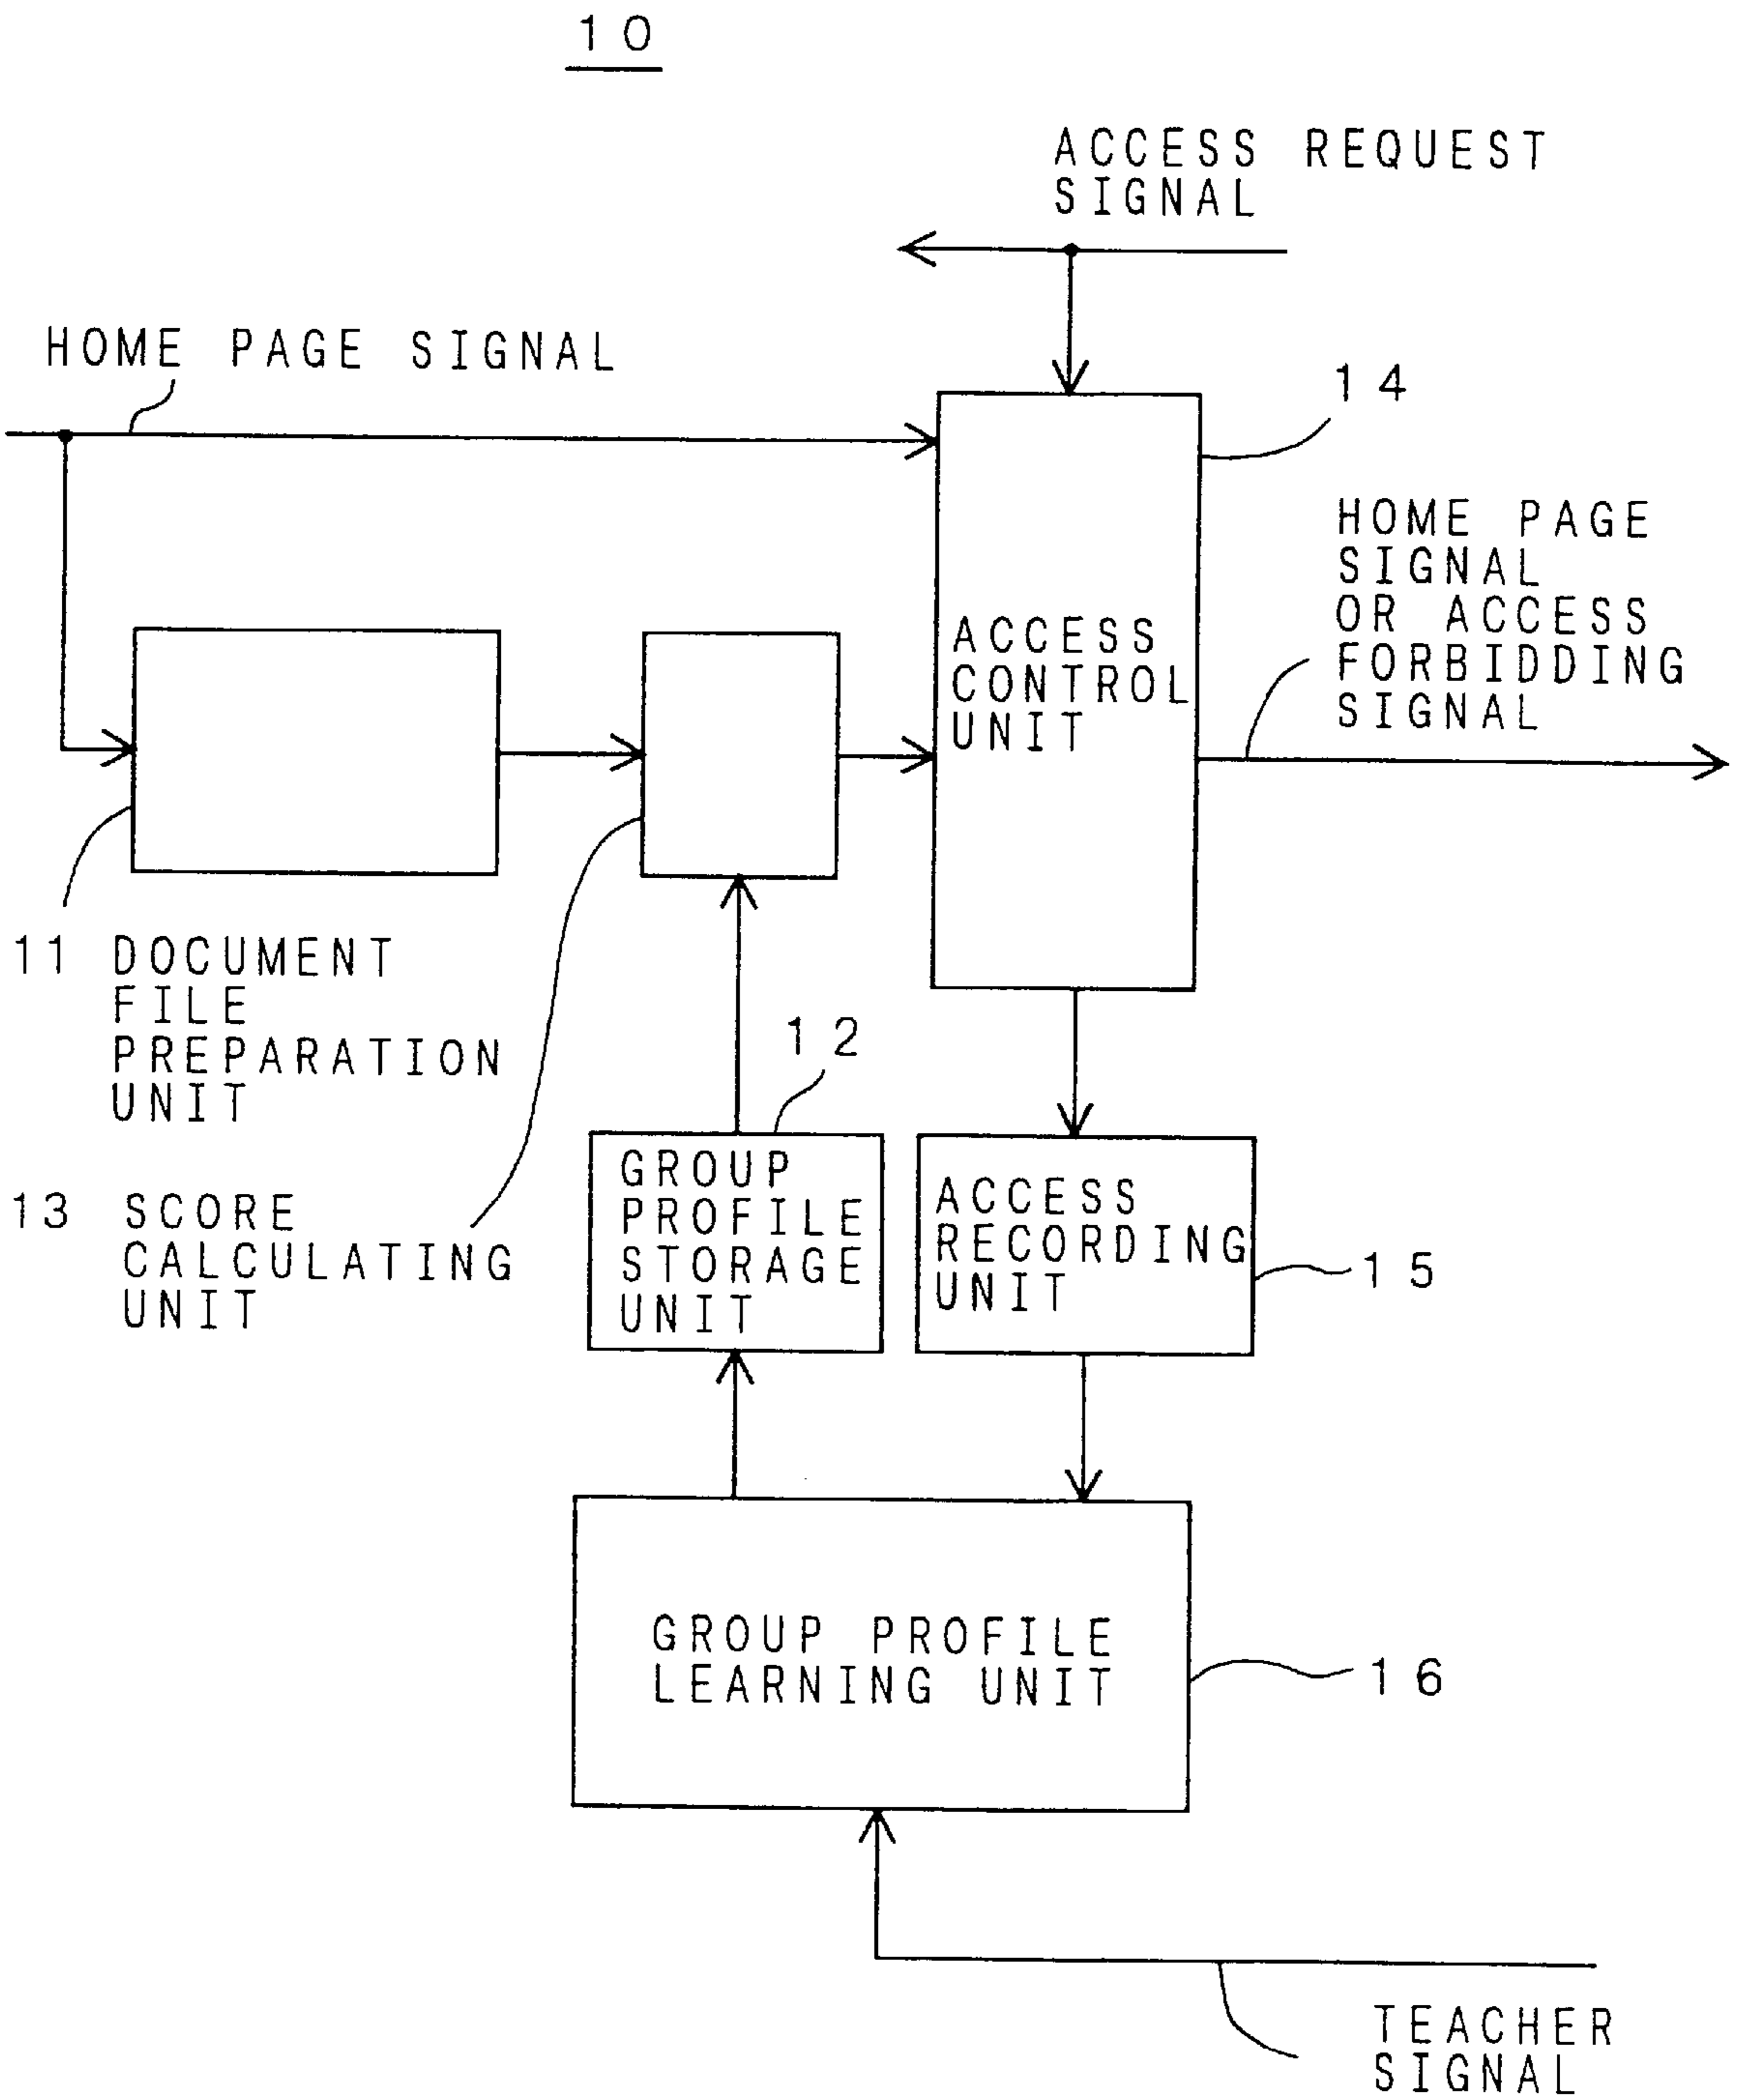 10
ACCESS REQUEST
SIGNAL
HOME PAGE SIGNAL
14
HOME PAGE
SIGNAL
OR ACCESS
FORBIDDING
SIGNAL
ACCESS
CONTROL
UNIT
11 DOCUMENT
FILE
PREPARATION
UNIT
12
13 SCORE
CALCULATING
UNIT
GROUP
PROFILE
STORAGE
UNIT
ACCESS
RECORDING
UNIT
15
GROUP PROFILE
LEARNING UNIT
16
TEACHER
SIGNAL